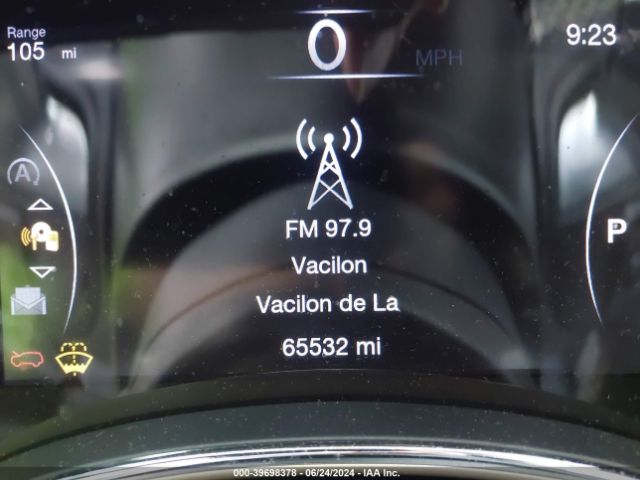 Range
105 mi
0
MPH
9:23
A
P
FM 97.9
Vacilon
Vacilon de La
65532 mi
000-39698378 - 06/24/2024 - IAA Inc.